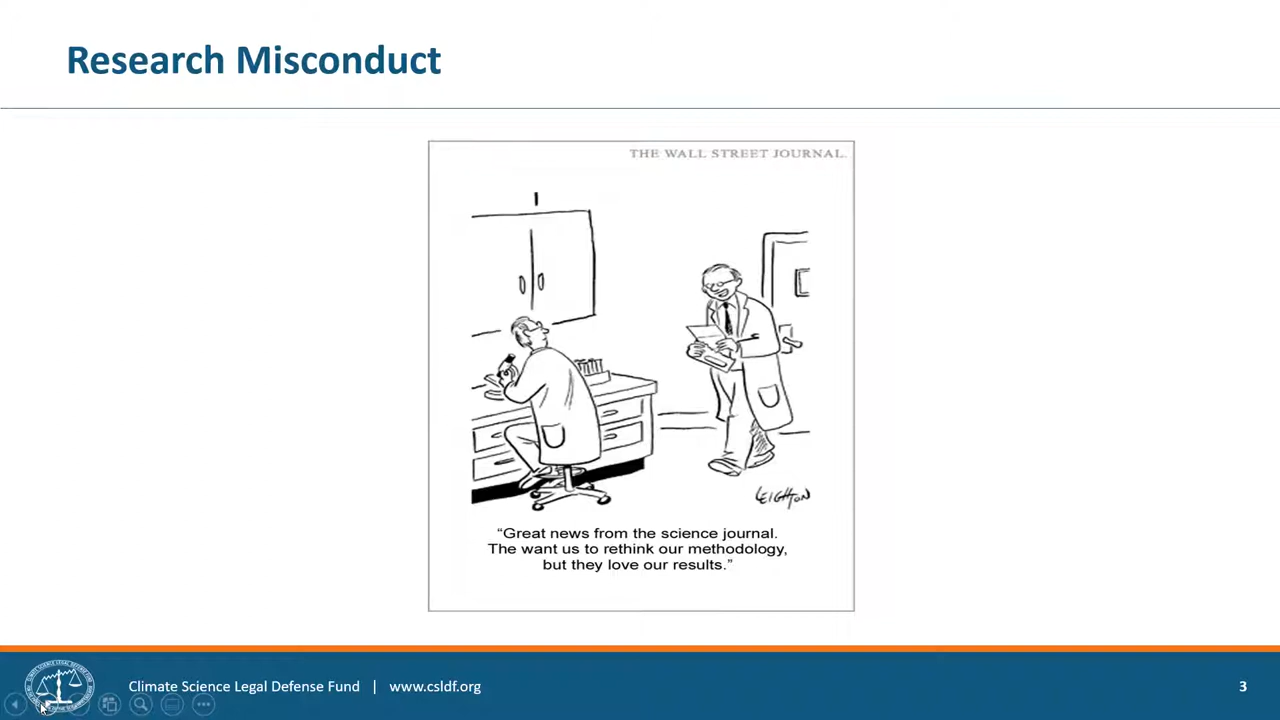 Research Misconduct
THE WALL STREET JOURNAL.
LEIGHTON
“Great news from the science journal.
The want us to rethink our methodology,
but they love our results.”
Climate Science Legal Defense Fund | www.csldf.org
3